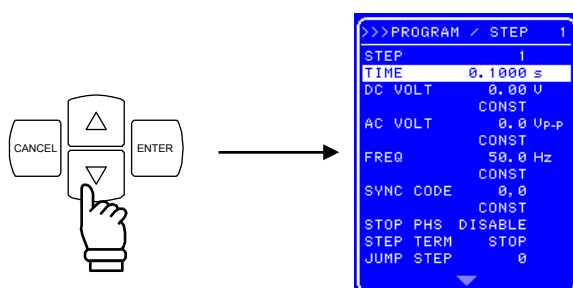 CANCEL
ENTER
>>>PROGRAM / STEP 1
STEP 1
TIME 0.1000 s
DC VOLT 0.00 V
CONST
AC VOLT 0.0 Vp-p
CONST
FREQ 50.0 Hz
CONST
SYNC CODE 0,0
CONST
STOP PHS DISABLE
STEP TERM STOP
JUMP STEP 0